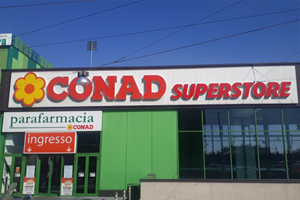 CONAD SUPERSTORE
parafarmacia
CONAD
ingresso